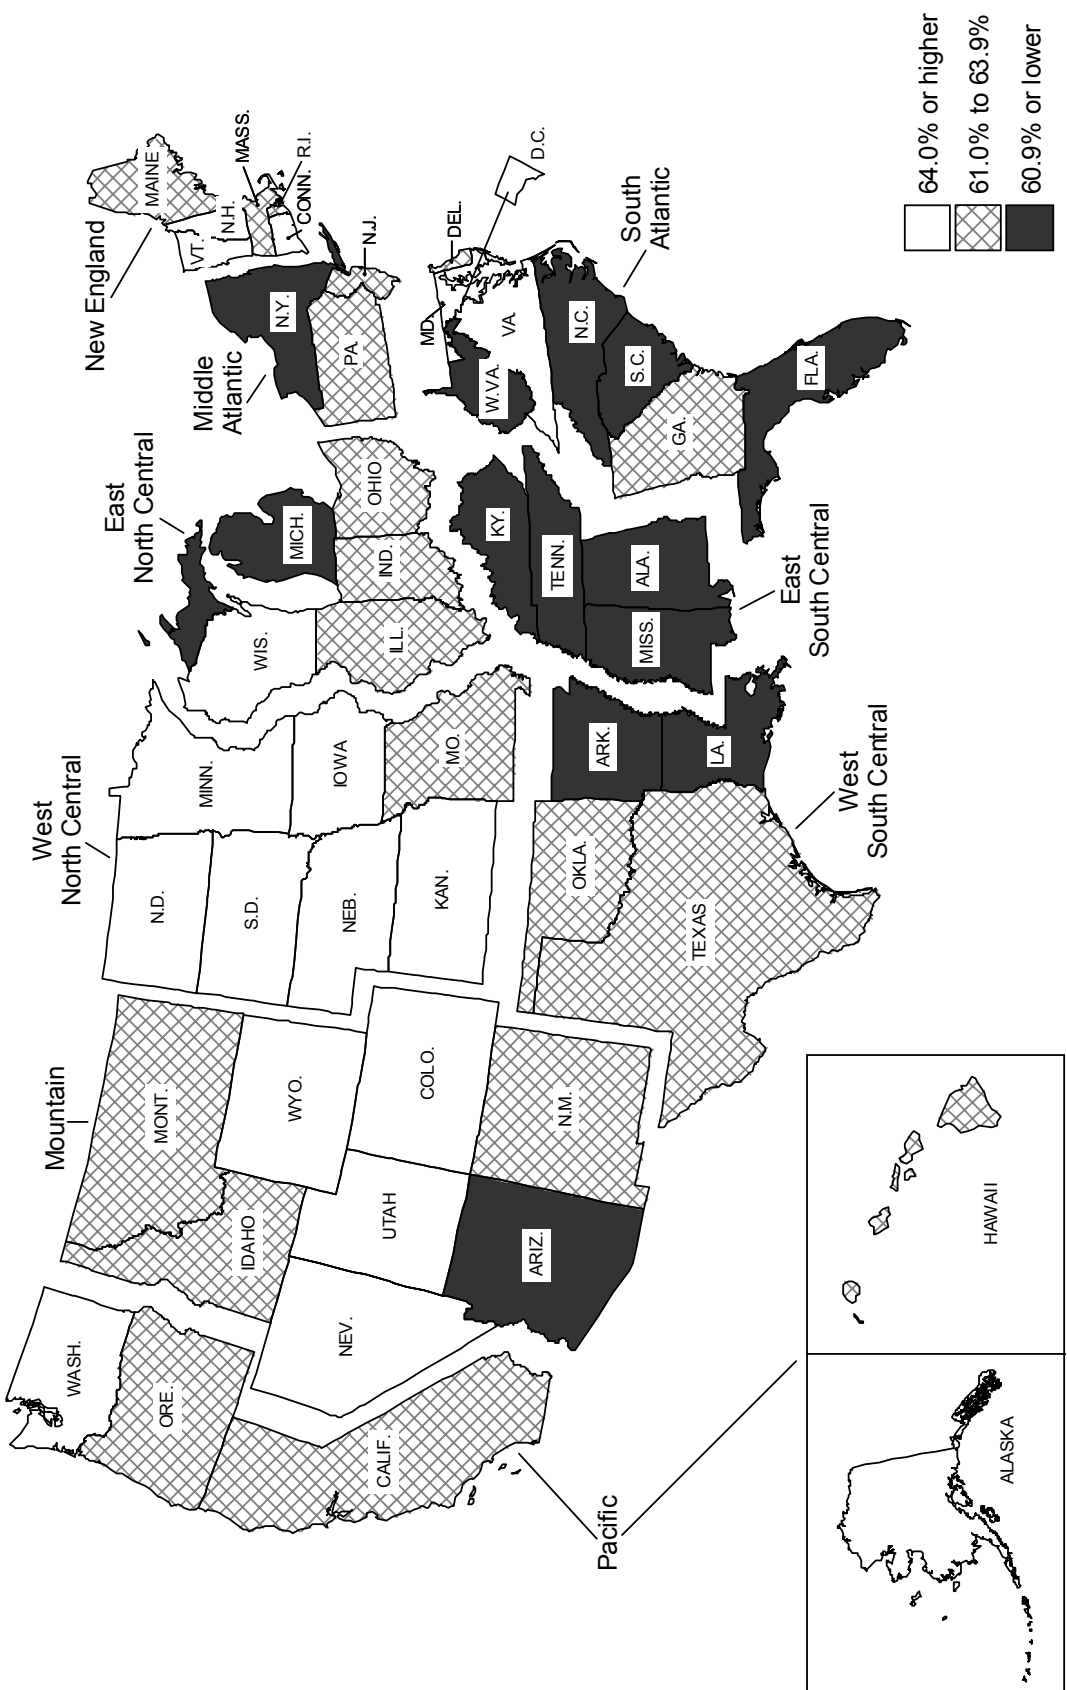 Pacific
WASH.
ORE.
CALIF.
Mountain
MONT.
IDAHO
WYO.
NEV.
UTAH
COLO.
ARIZ.
N.M.
West
North Central
N.D.
MINN.
S.D.
IOWA
NEB.
KAN.
MO.
West
South Central
OKLA.
ARK.
TEXAS
LA.
East
North Central
WIS.
MICH.
ILL.
IND.
OHIO
East
South Central
KY.
TENN.
MISS.
ALA.
Middle
Atlantic
N.Y.
PA.
N.J.
New England
MAINE
VT.
N.H.
MASS.
R.I.
CONN.
South
Atlantic
DEL.
MD.
D.C.
VA.
W.VA.
N.C.
S.C.
GA.
FLA.
ALASKA
HAWAII
64.0% or higher
61.0% to 63.9%
60.9% or lower